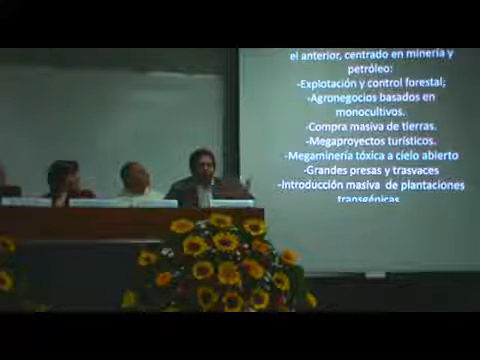 el anterior, centrado en minería y
petróleo:
-Explotación y control forestal;
-Agronegocios basados en
monocultivos.
-Compra masiva de tierras.
-Megaproyectos turísticos.
-Megaminería tóxica a cielo abierto
-Grandes presas y trasvaces
-Introducción masiva de plantaciones
transgénicas